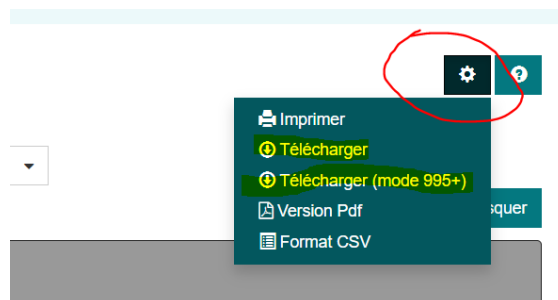 Imprimer
Télécharger
Télécharger (mode 995+)
Version Pdf
squer
Format CSV